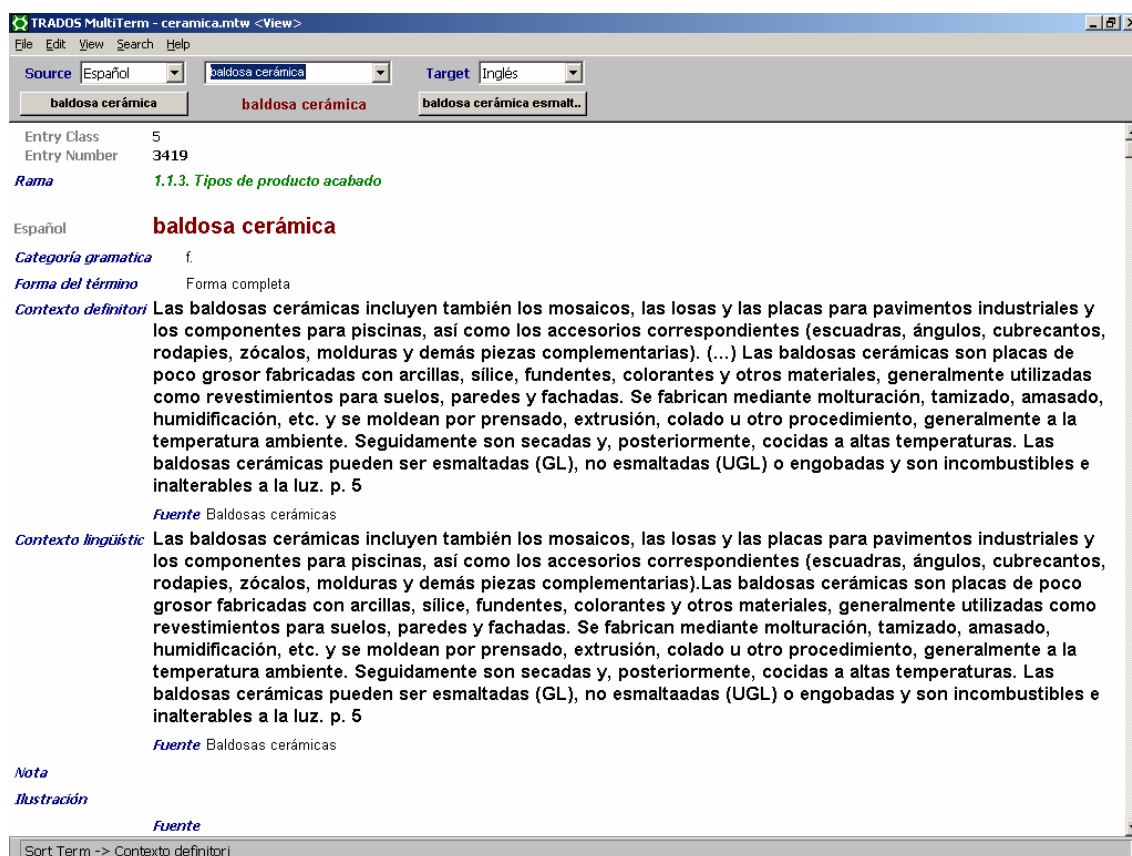 TRADOS MultiTerm - ceramica.mtw <View>
File Edit View Search Help
Source Español baldosa cerámica Target Inglés
baldosa cerámica baldosa cerámica baldosa cerámica esmalt..
Entry Class 5
Entry Number 3419
Rama 1.1.3. Tipos de producto acabado
Español baldosa cerámica
Categoría gramatica f.
Forma del término Forma completa
Contexto definitori Las baldosas cerámicas incluyen también los mosaicos, las losas y las placas para pavimentos industriales y
los componentes para piscinas, así como los accesorios correspondientes (escuadras, ángulos, cubrecantos,
rodapies, zócalos, molduras y demás piezas complementarias). (...) Las baldosas cerámicas son placas de
poco grosor fabricadas con arcillas, sílice, fundentes, colorantes y otros materiales, generalmente utilizadas
como revestimientos para suelos, paredes y fachadas. Se fabrican mediante molturación, tamizado, amasado,
humidificación, etc. y se moldean por prensado, extrusión, colado u otro procedimiento, generalmente a la
temperatura ambiente. Seguidamente son secadas y, posteriormente, cocidas a altas temperaturas. Las
baldosas cerámicas pueden ser esmaltadas (GL), no esmaltadas (UGL) o engobadas y son incombustibles e
inalterables a la luz. p. 5
Fuente Baldosas cerámicas
Contexto lingüístic Las baldosas cerámicas incluyen también los mosaicos, las losas y las placas para pavimentos industriales y
los componentes para piscinas, así como los accesorios correspondientes (escuadras, ángulos, cubrecantos,
rodapies, zócalos, molduras y demás piezas complementarias).Las baldosas cerámicas son placas de poco
grosor fabricadas con arcillas, sílice, fundentes, colorantes y otros materiales, generalmente utilizadas como
revestimientos para suelos, paredes y fachadas. Se fabrican mediante molturación, tamizado, amasado,
humidificación, etc. y se moldean por prensado, extrusión, colado u otro procedimiento, generalmente a la
temperatura ambiente. Seguidamente son secadas y, posteriormente, cocidas a altas temperaturas. Las
baldosas cerámicas pueden ser esmaltadas (GL), no esmaltaadas (UGL) o engobadas y son incombustibles e
inalterables a la luz. p. 5
Fuente Baldosas cerámicas
Nota
Ilustración
Fuente
Sort Term -> Contexto definitori